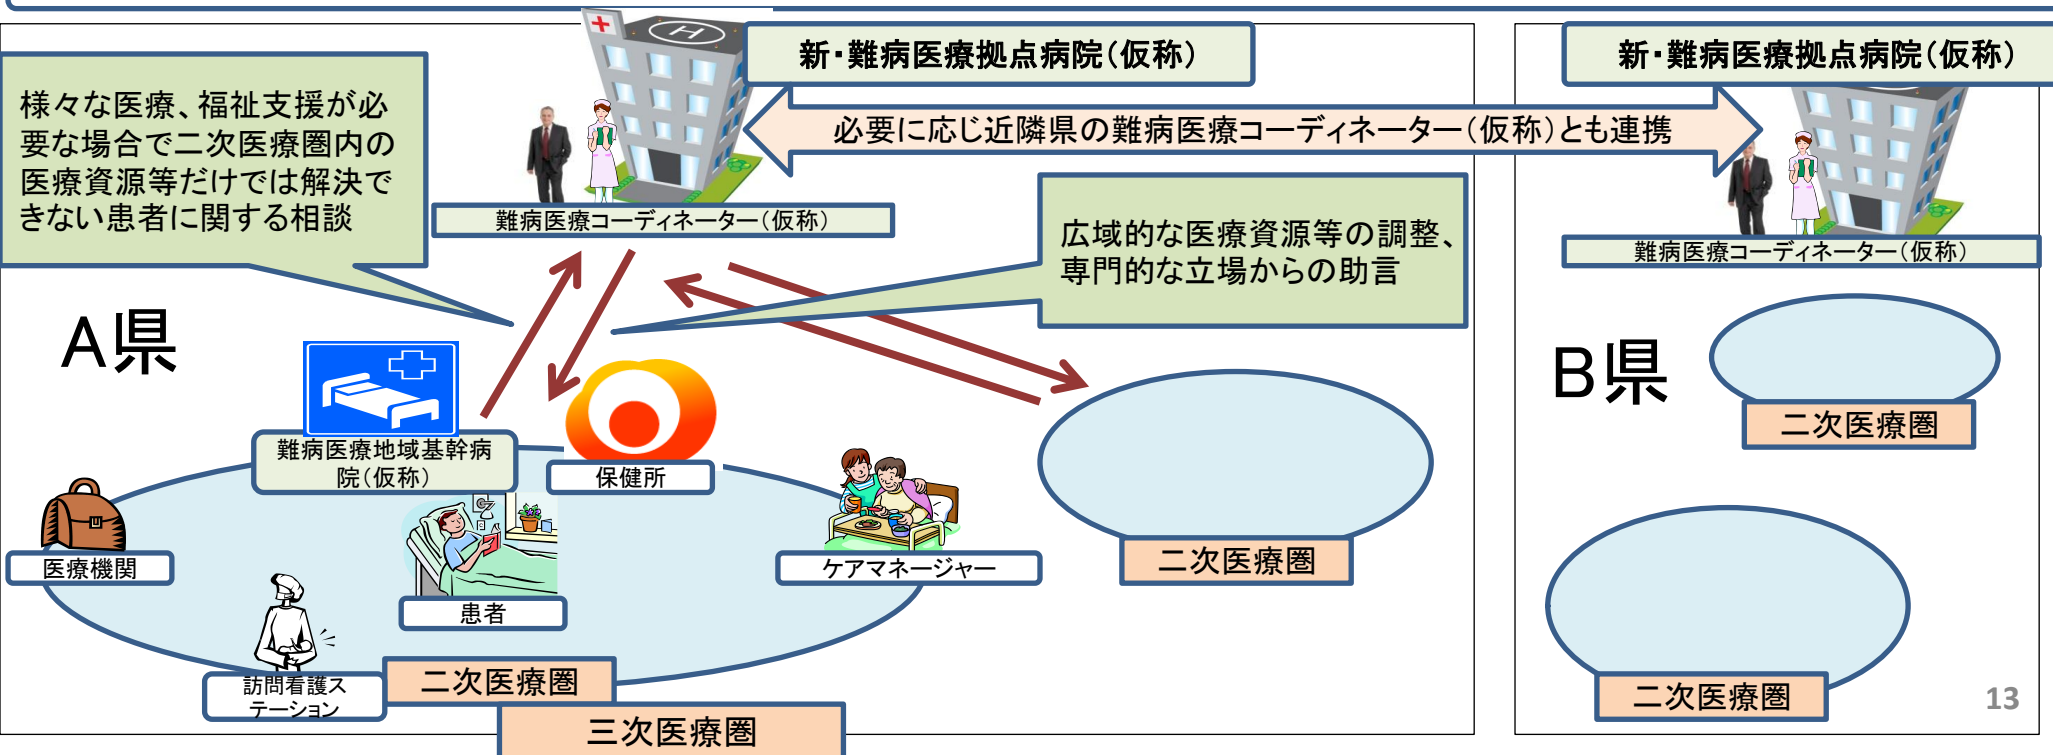 新・難病医療拠点病院(仮称)
新・難病医療拠点病院(仮称)
様々な医療、福祉支援が必
要な場合で二次医療圏内の
医療資源等だけでは解決で
きない患者に関する相談
必要に応じ近隣県の難病医療コーディネーター(仮称)とも連携
難病医療コーディネーター(仮称)
広域的な医療資源等の調整、
専門的な立場からの助言
難病医療コーディネーター(仮称)
A県
B県
難病医療地域基幹病
院(仮称)
保健所
医療機関
患者
ケアマネージャー
訪問看護ス
テーション
二次医療圏
二次医療圏
三次医療圏
二次医療圏
二次医療圏
H
13